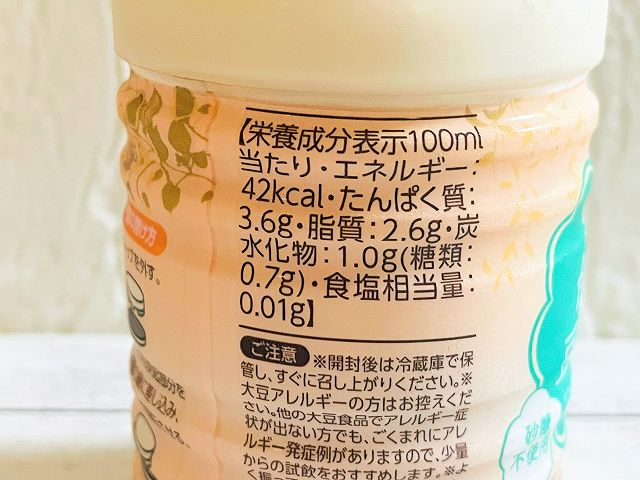 【栄養成分表示100ml
当たり・エネルギー:
42kcal・たんぱく質:
3.6g・脂質:2.6g・炭
水化物:1.0g(糖類:
0.7g)・食塩相当量:
0.01g】
ご注意 ※開封後は冷蔵庫で保
管し、すぐに召し上がりください。※
大豆アレルギーの方はお控えくだ
さい。他の大豆食品でアレルギー症
状が出ない方でも、ごくまれにアレ
ルギー発症例がありますので、少量
からの試飲をおすすめします。※よ
け方
を外す。
砂糖
不使用